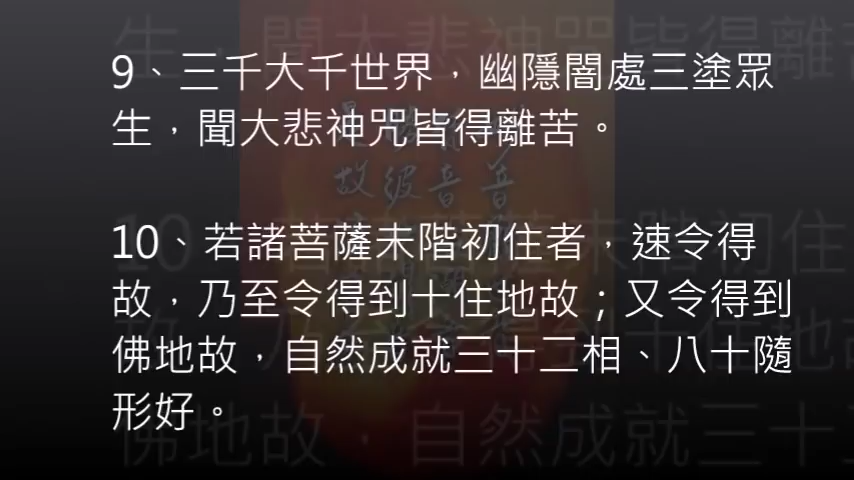 9、三千大千世界，幽隱闇處三塗眾
生，聞大悲神咒皆得離苦。
10、若諸菩薩未階初住者，速令得
故，乃至令得到十住地故；又令得到
佛地故，自然成就三十二相、八十隨
形好。